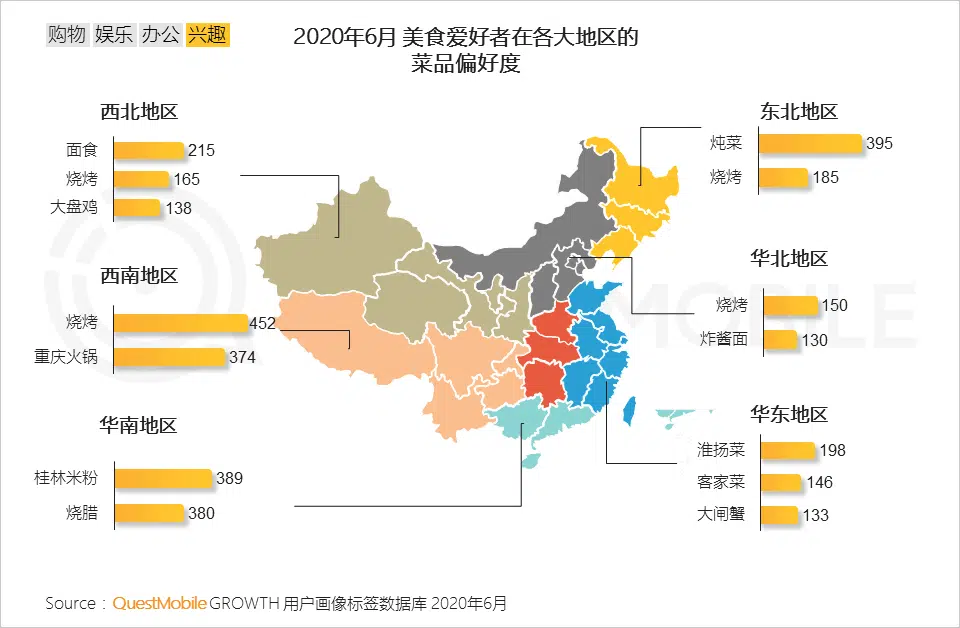 购物 娱乐 办公 兴趣
2020年6月 美食爱好者在各大地区的
菜品偏好度
西北地区
面食 215
烧烤 165
大盘鸡 138
西南地区
烧烤 452
重庆火锅 374
华南地区
桂林米粉 389
烧腊 380
东北地区
炖菜 395
烧烤 185
华北地区
烧烤 150
炸酱面 130
华东地区
淮扬菜 198
客家菜 146
大闸蟹 133
MOBILE
Source：QuestMobile GROWTH 用户画像标签数据库 2020年6月